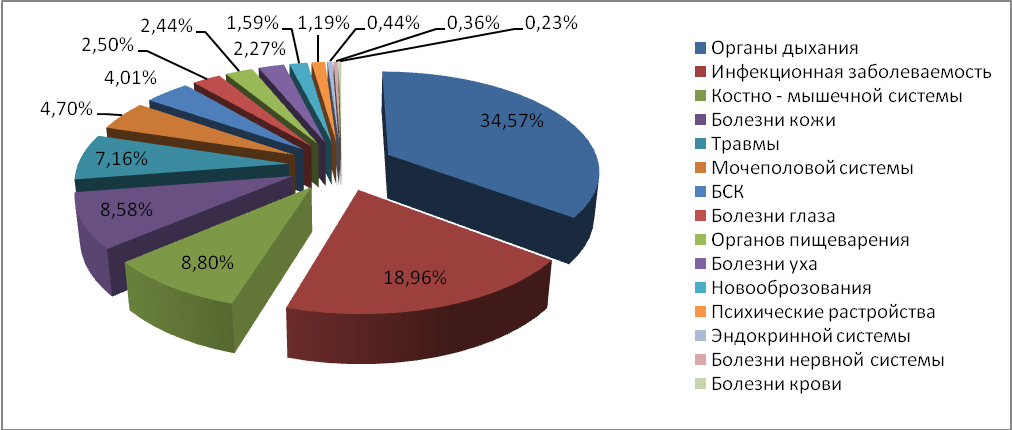 2,44%
1,59%
1,19%
0,44%
0,36%
0,23%
2,50%
2,27%
4,01%
4,70%
34,57%
7,16%
8,58%
8,80%
18,96%
Органы дыхания
Инфекционная заболеваемость
Костно - мышечной системы
Болезни кожи
Травмы
Мочеполовой системы
БСК
Болезни глаза
Органов пищеварения
Болезни уха
Новооброзования
Психические растройства
Эндокринной системы
Болезни нервной системы
Болезни крови